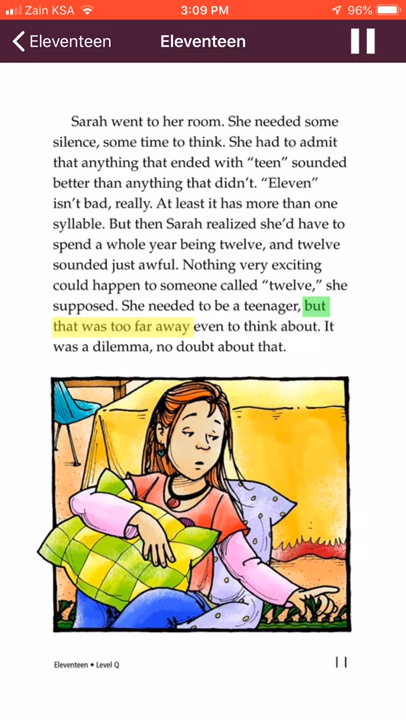 Zain KSA 3:09 PM 96%
Eleventeen Eleventeen
Sarah went to her room. She needed some
silence, some time to think. She had to admit
that anything that ended with “teen” sounded
better than anything that didn’t. “Eleven”
isn’t bad, really. At least it has more than one
syllable. But then Sarah realized she’d have to
spend a whole year being twelve, and twelve
sounded just awful. Nothing very exciting
could happen to someone called “twelve,” she
supposed. She needed to be a teenager, but
that was too far away even to think about. It
was a dilemma, no doubt about that.
Eleventeen • Level Q 11